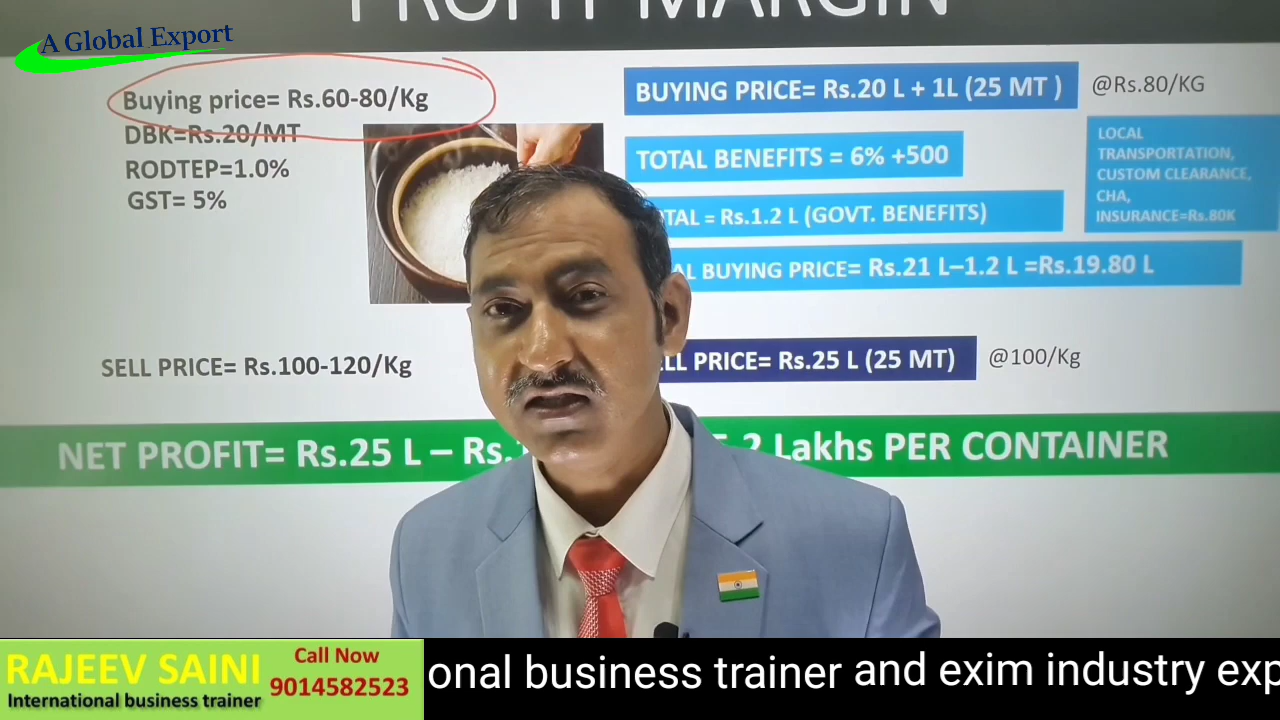 PROFIT MARGIN
A Global Export
Buying price= Rs.60-80/Kg
DBK=Rs.20/MT
RODTEP=1.0%
GST= 5%
SELL PRICE= Rs.100-120/Kg
BUYING PRICE= Rs.20 L + 1L (25 MT )
@Rs.80/KG
TOTAL BENEFITS = 6% +500
LOCAL
TRANSPORTATION,
CUSTOM CLEARANCE,
CHA,
INSURANCE=Rs.80K
TAL = Rs.1.2 L (GOVT. BENEFITS)
AL BUYING PRICE= Rs.21 L–1.2 L =Rs.19.80 L
LL PRICE= Rs.25 L (25 MT)
@100/Kg
NET PROFIT= Rs.25 L – Rs. .2 Lakhs PER CONTAINER
RAJEEV SAINI
International business trainer
Call Now
9014582523
onal business trainer and exim industry exp